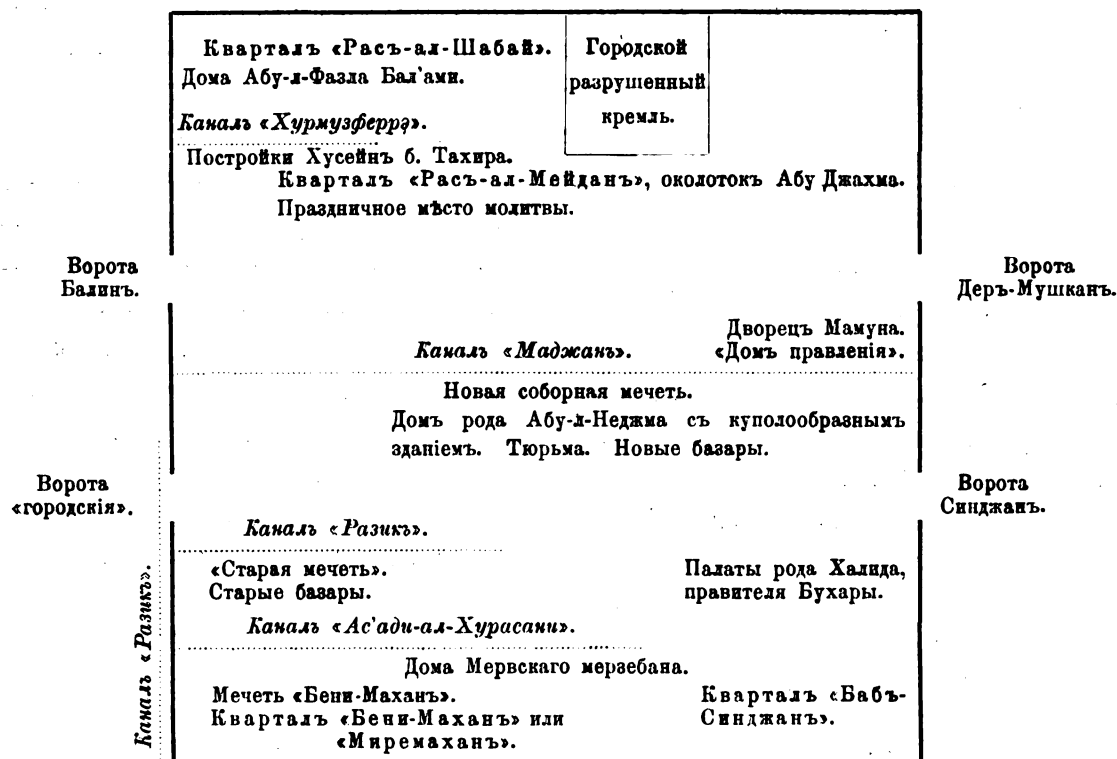 Кварталъ «Расъ-ал-Шабай».
Дома Абу-л-Фазла Бал'ами.
Городской
разрушенный
кремль.
Каналъ «Хурмузферрэ».
Постройки Хусейнъ б. Тахира.
Кварталъ «Расъ-ал-Мейданъ», околотокъ Абу Джахма.
Праздничное мѣсто молитвы.
Ворота
Балинъ.
Ворота
Деръ-Мушканъ.
Дворецъ Мамуна.
Каналъ «Маджанъ».
«Домъ правленія».
Новая соборная мечеть.
Домъ рода Абу-л-Неджма съ куполообразнымъ
зданіемъ. Тюрьма. Новые базары.
Ворота
«городскія».
Ворота
Синджанъ.
Каналъ «Разикъ».
Каналъ «Разикъ».
«Старая мечеть».
Старые базары.
Палаты рода Халида,
правителя Бухары.
Каналъ «Ас'ади-ал-Хурасани».
Дома Мервскаго мерзебана.
Мечеть «Бени-Маханъ».
Кварталъ «Бени-Маханъ» или
«Миремаханъ».
Кварталъ «Бабъ-
Синджанъ».